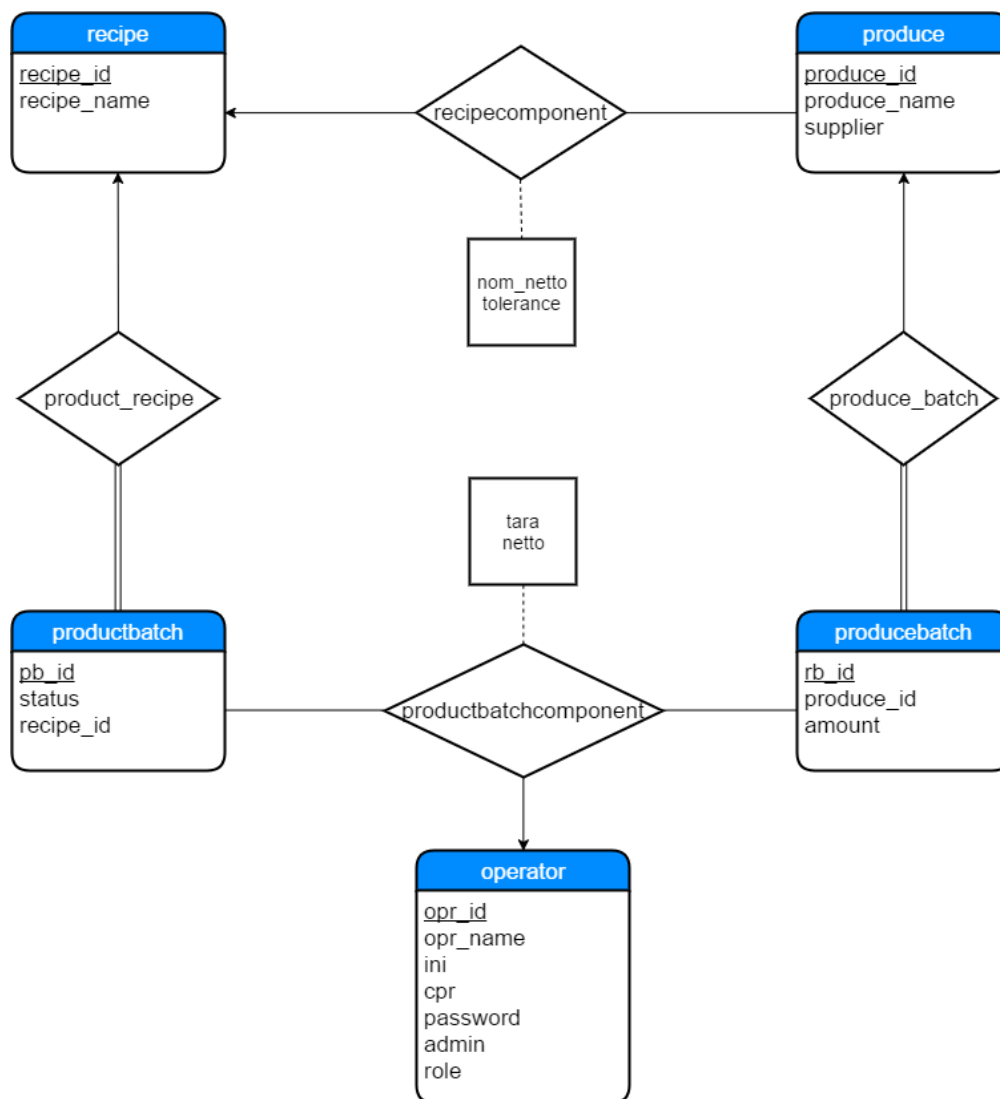 recipe
recipe_id
recipe_name
recipecomponent
produce
produce_id
produce_name
supplier
nom_netto
tolerance
product_recipe
produce_batch
tara
netto
productbatch
pb_id
status
recipe_id
productbatchcomponent
producebatch
rb_id
produce_id
amount
operator
opr_id
opr_name
ini
cpr
password
admin
role